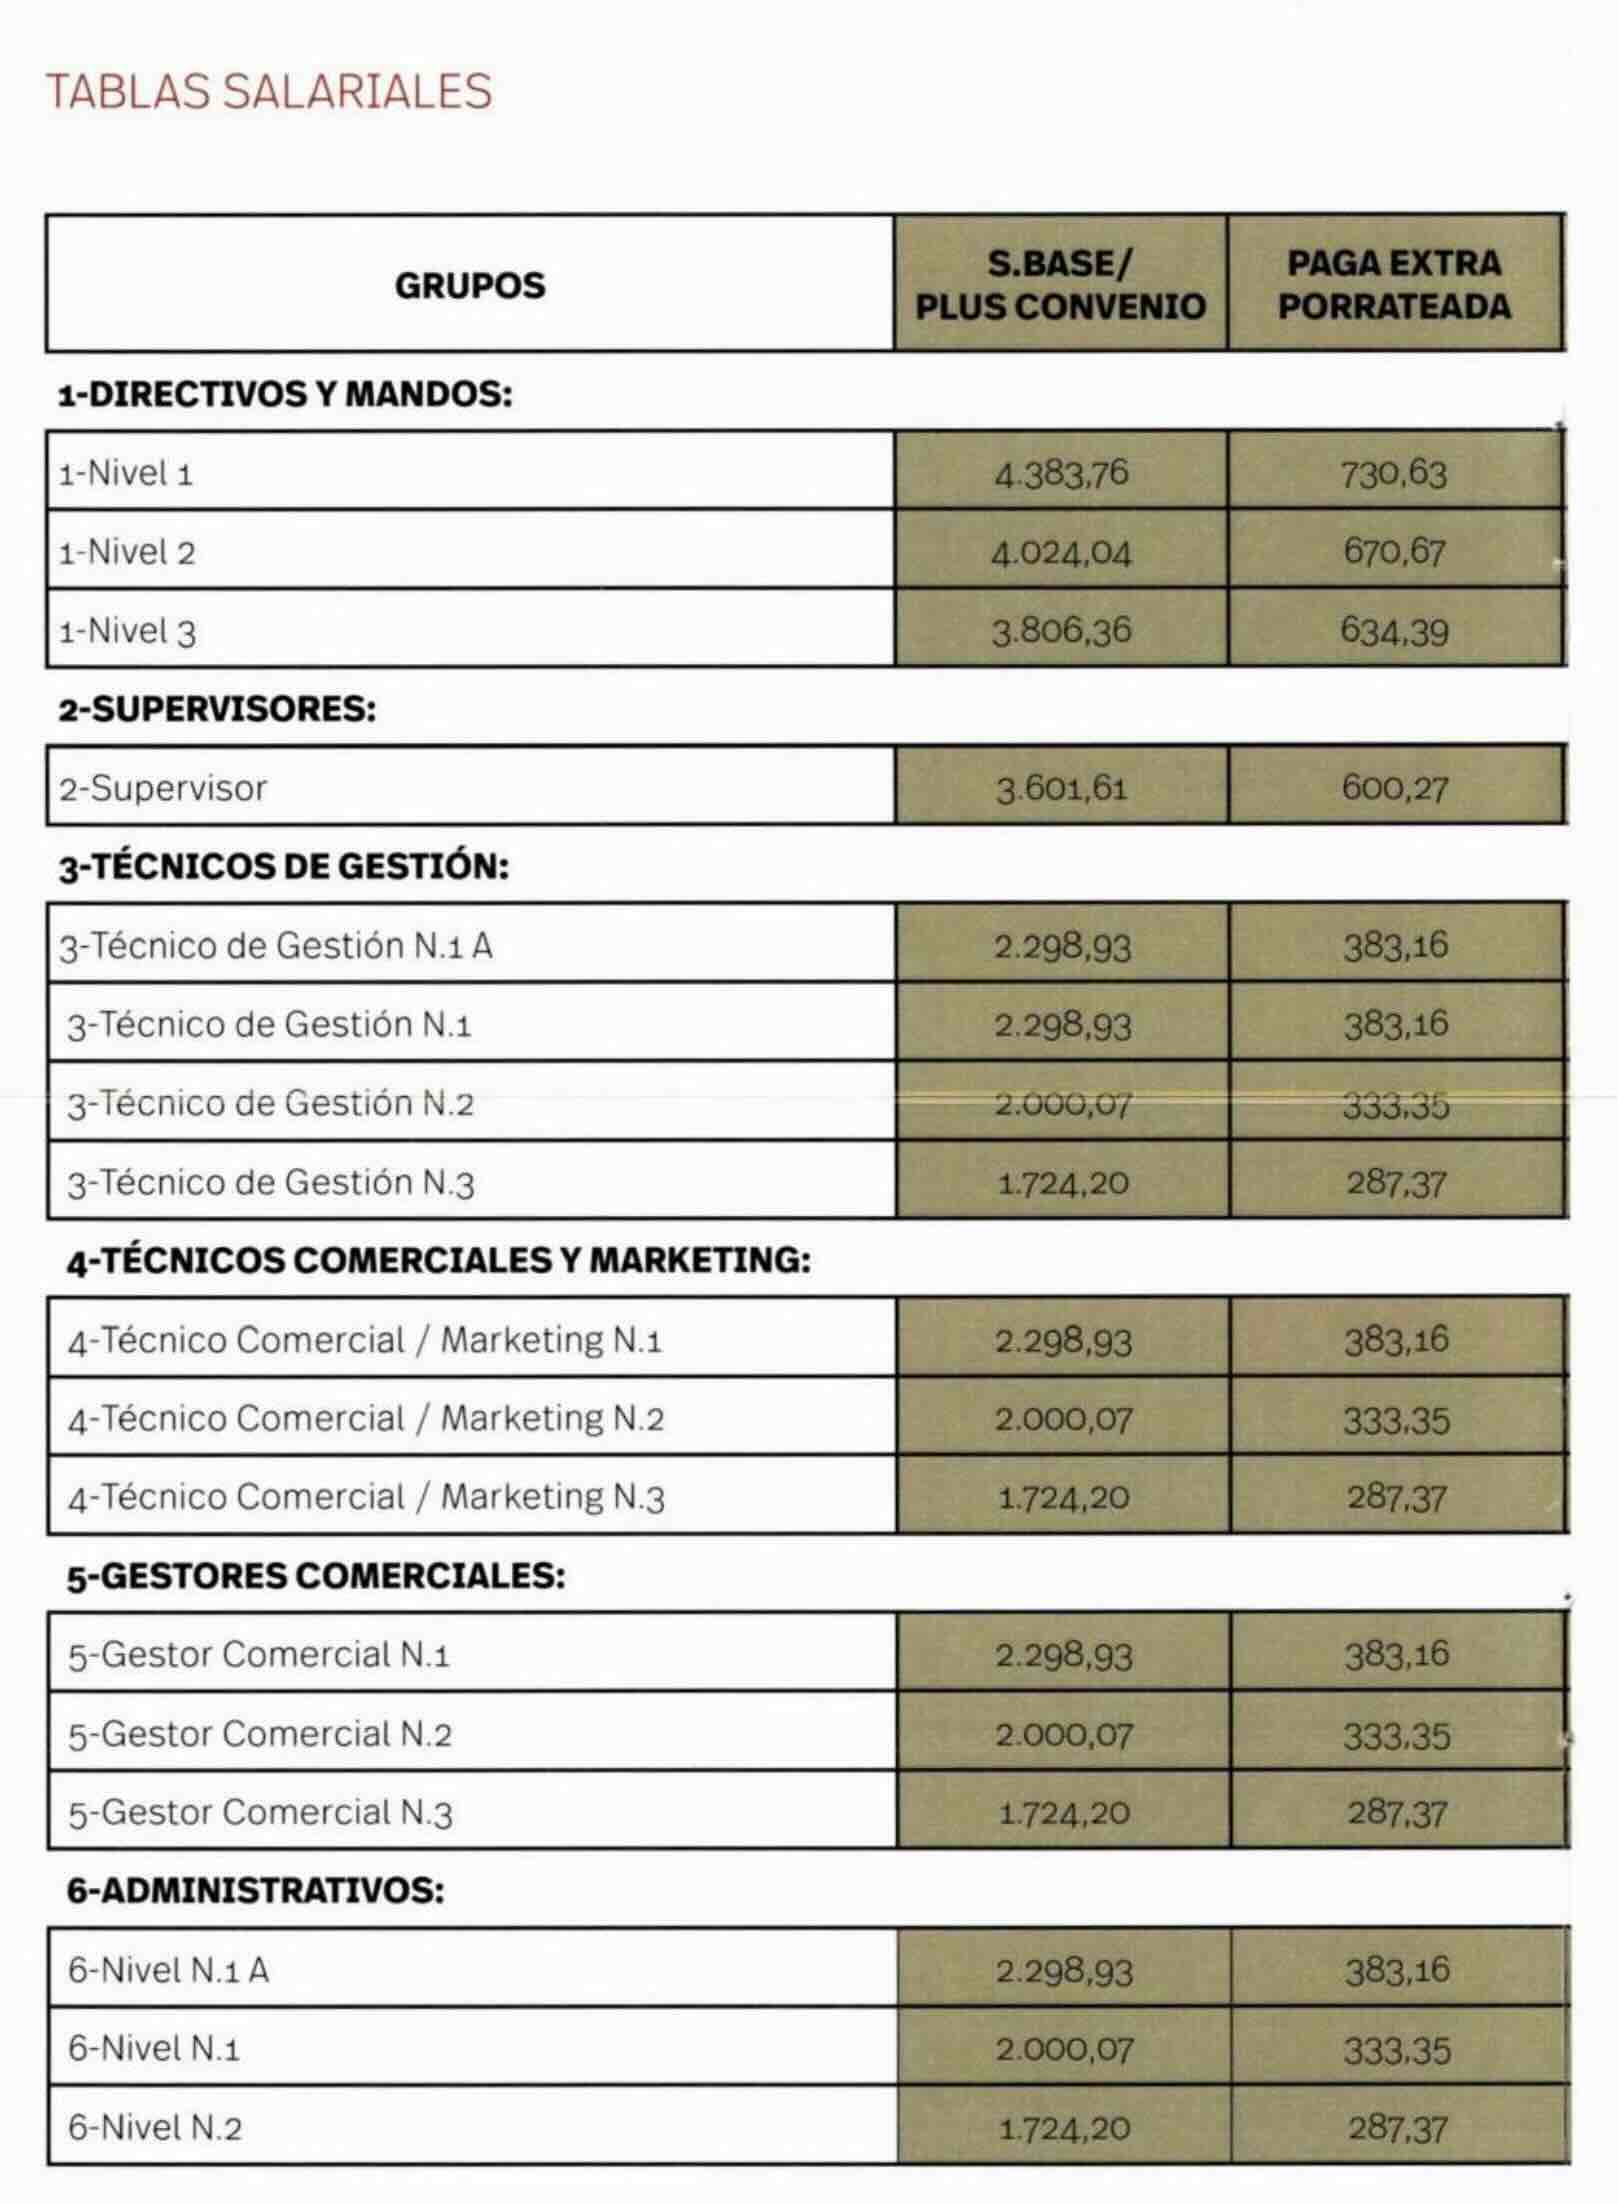 TABLAS SALARIALES
GRUPOS
S.BASE/
PLUS CONVENIO
PAGA EXTRA
PORRATEADA
1-DIRECTIVOS Y MANDOS:
1-Nivel 1 4.383,76 730,63
1-Nivel 2 4.024,04 670,67
1-Nivel 3 3.806,36 634,39
2-SUPERVISORES:
2-Supervisor 3.601,61 600,27
3-TÉCNICOS DE GESTIÓN:
3-Técnico de Gestión N.1 A 2.298,93 383,16
3-Técnico de Gestión N.1 2.298,93 383,16
3-Técnico de Gestión N.2 2.000,07 333,35
3-Técnico de Gestión N.3 1.724,20 287,37
4-TÉCNICOS COMERCIALES Y MARKETING:
4-Técnico Comercial / Marketing N.1 2.298,93 383,16
4-Técnico Comercial / Marketing N.2 2.000,07 333,35
4-Técnico Comercial / Marketing N.3 1.724,20 287,37
5-GESTORES COMERCIALES:
5-Gestor Comercial N.1 2.298,93 383,16
5-Gestor Comercial N.2 2.000,07 333,35
5-Gestor Comercial N.3 1.724,20 287,37
6-ADMINISTRATIVOS:
6-Nivel N.1 A 2.298,93 383,16
6-Nivel N.1 2.000,07 333,35
6-Nivel N.2 1.724,20 287,37